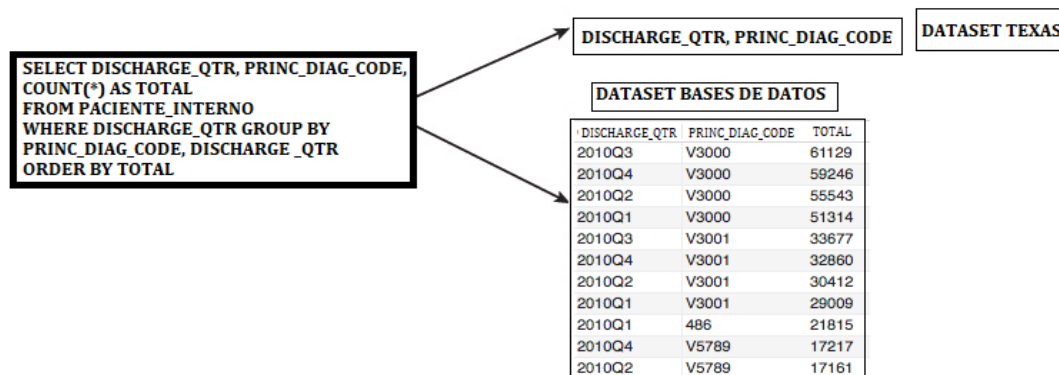 SELECT DISCHARGE_QTR, PRINC_DIAG_CODE,
COUNT(*) AS TOTAL
FROM PACIENTE_INTERNO
WHERE DISCHARGE_QTR GROUP BY
PRINC_DIAG_CODE, DISCHARGE _QTR
ORDER BY TOTAL
DISCHARGE_QTR, PRINC_DIAG_CODE
DATASET TEXAS
DATASET BASES DE DATOS
DISCHARGE_QTR PRINC_DIAG_CODE TOTAL
2010Q3 V3000 61129
2010Q4 V3000 59246
2010Q2 V3000 55543
2010Q1 V3000 51314
2010Q3 V3001 33677
2010Q4 V3001 32860
2010Q2 V3001 30412
2010Q1 V3001 29009
2010Q1 486 21815
2010Q4 V5789 17217
2010Q2 V5789 17161